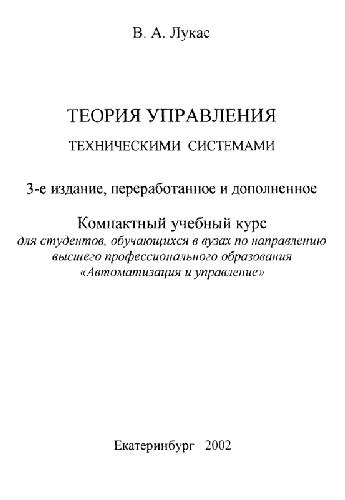 В. А. Лукас
ТЕОРИЯ УПРАВЛЕНИЯ
ТЕХНИЧЕСКИМИ СИСТЕМАМИ
3-е издание, переработанное и дополненное
Компактный учебный курс
для студентов, обучающихся в вузах по направлению
высшего профессионального образования
«Автоматизация и управление»
Екатеринбург 2002